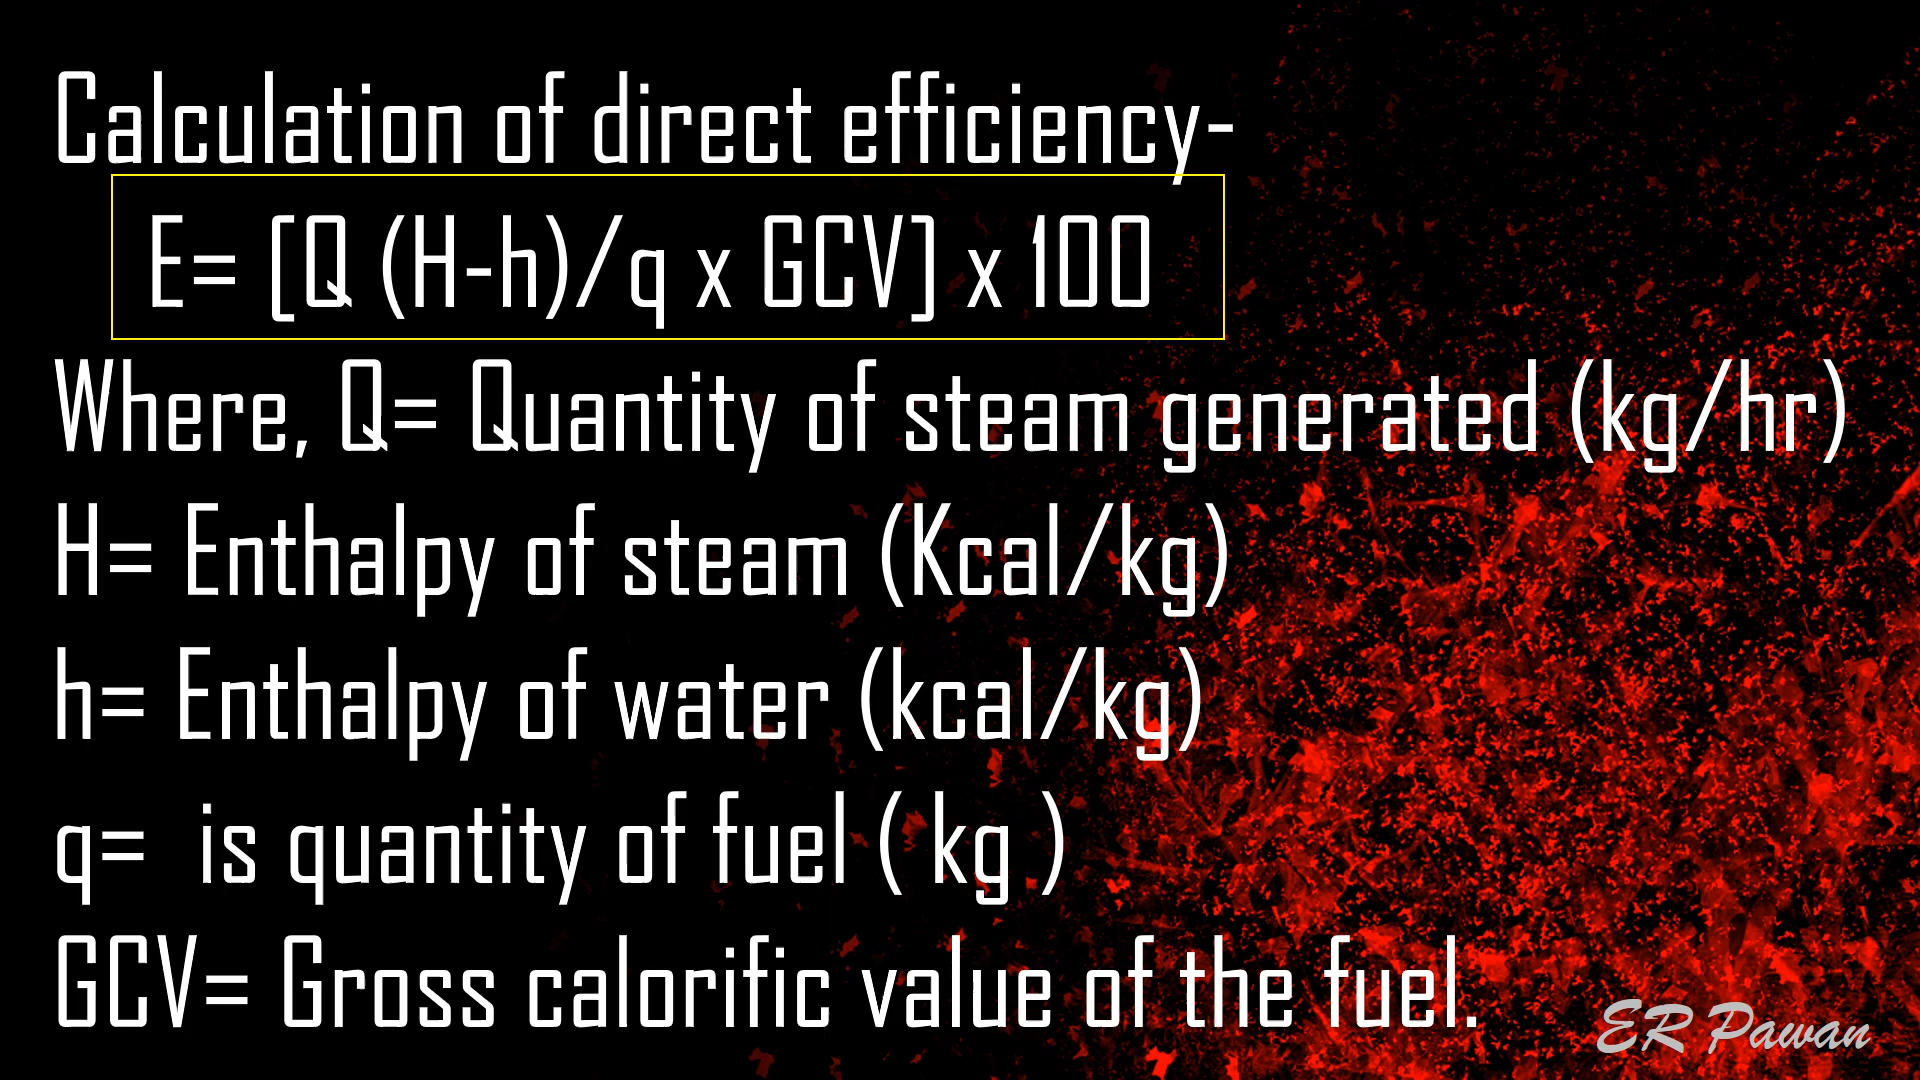 Calculation of direct efficiency-
E= [Q (H-h)/q x GCV] x 100
Where, Q= Quantity of steam generated (kg/hr)
H= Enthalpy of steam (Kcal/kg)
h= Enthalpy of water (kcal/kg)
q=  is quantity of fuel ( kg )
GCV= Gross calorific value of the fuel.
ER Pawan